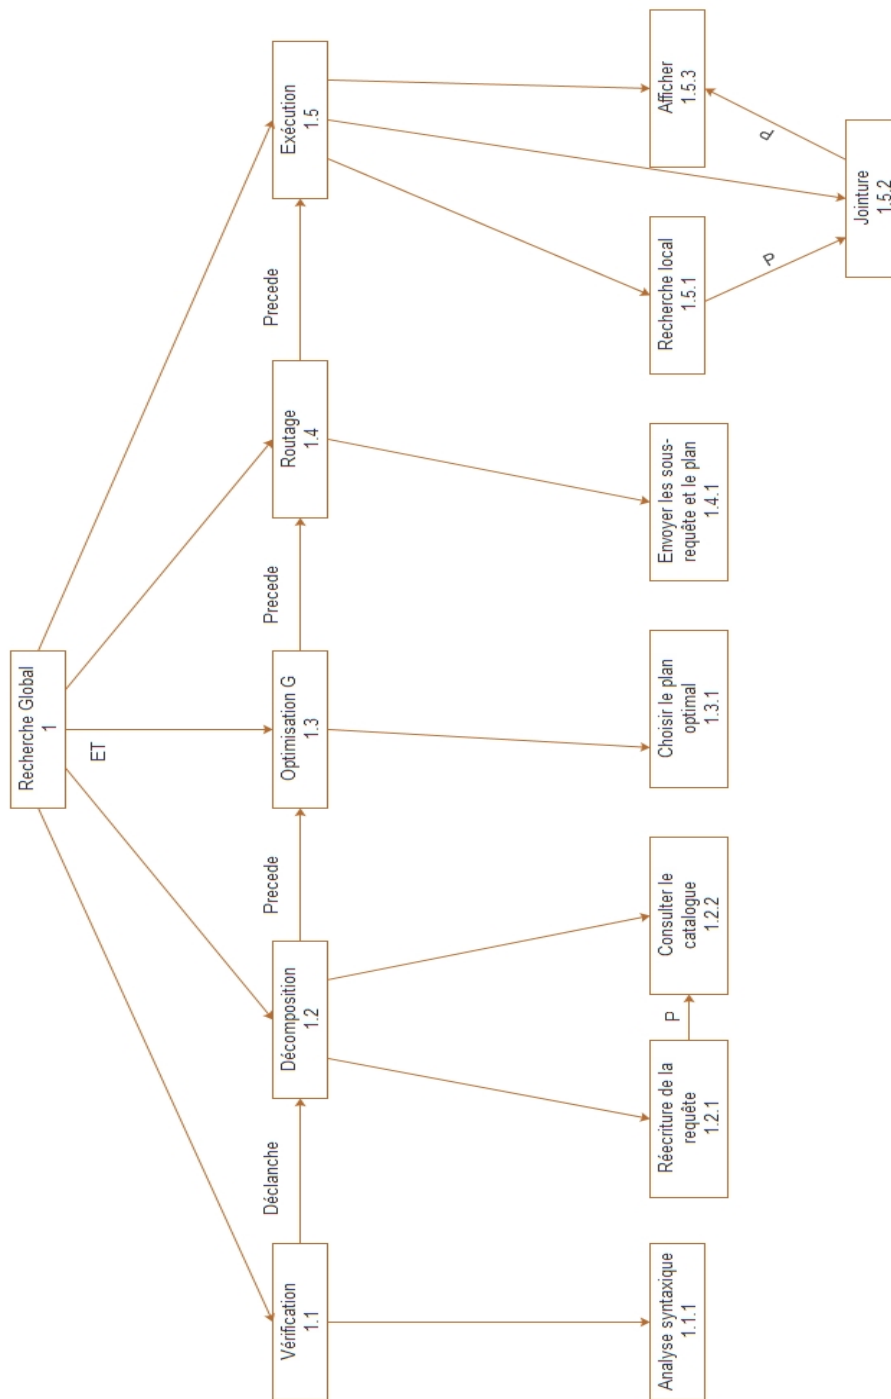 Recherche Global
1
ET
Vérification
1.1
Déclanche
Décomposition
1.2
Precede
Optimisation G
1.3
Precede
Routage
1.4
Precede
Exécution
1.5
Analyse syntaxique
1.1.1
Réecriture de la
requête
1.2.1
P
Consulter le
catalogue
1.2.2
Choisir le plan
optimal
1.3.1
Envoyer les sous-
requête et le plan
1.4.1
Recherche local
1.5.1
Afficher
1.5.3
P
P
Jointure
1.5.2